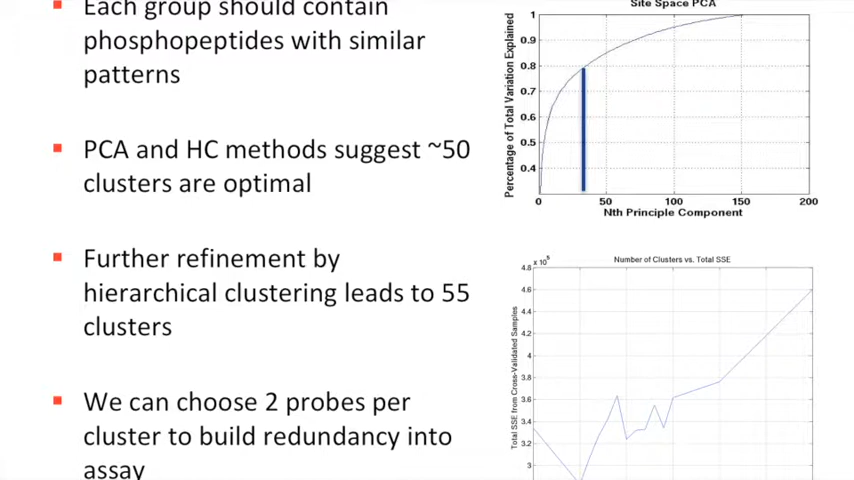 Each group should contain
phosphopeptides with similar
patterns
PCA and HC methods suggest ~50
clusters are optimal
Further refinement by
hierarchical clustering leads to 55
clusters
We can choose 2 probes per
cluster to build redundancy into
assay
Site Space PCA
Percentage of Total Variation Explained
1
0.9
0.8
0.7
0.6
0.5
0.4
0 50 100 150 200
Nth Principle Component
Number of Clusters vs. Total SSE
x 10^5
Total SSE from Cross-Validated Samples
4.8
4.6
4.4
4.2
4
3.8
3.6
3.4
3.2
3